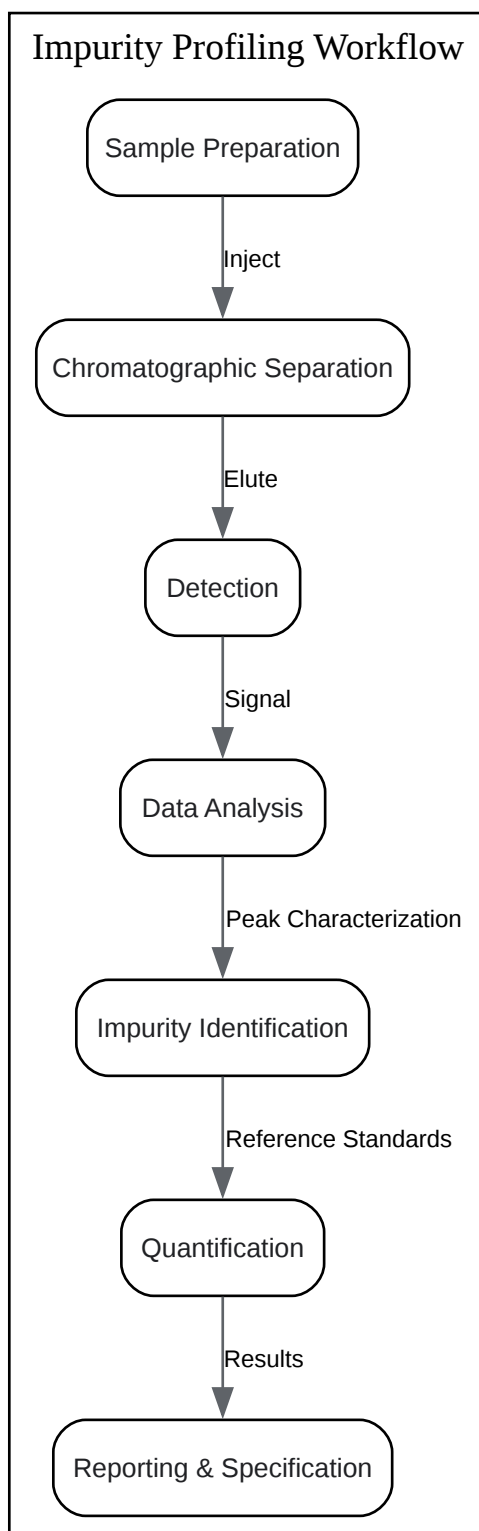 Impurity Profiling Workflow
Sample Preparation
Inject
Chromatographic Separation
Elute
Detection
Signal
Data Analysis
Peak Characterization
Impurity Identification
Reference Standards
Quantification
Results
Reporting & Specification